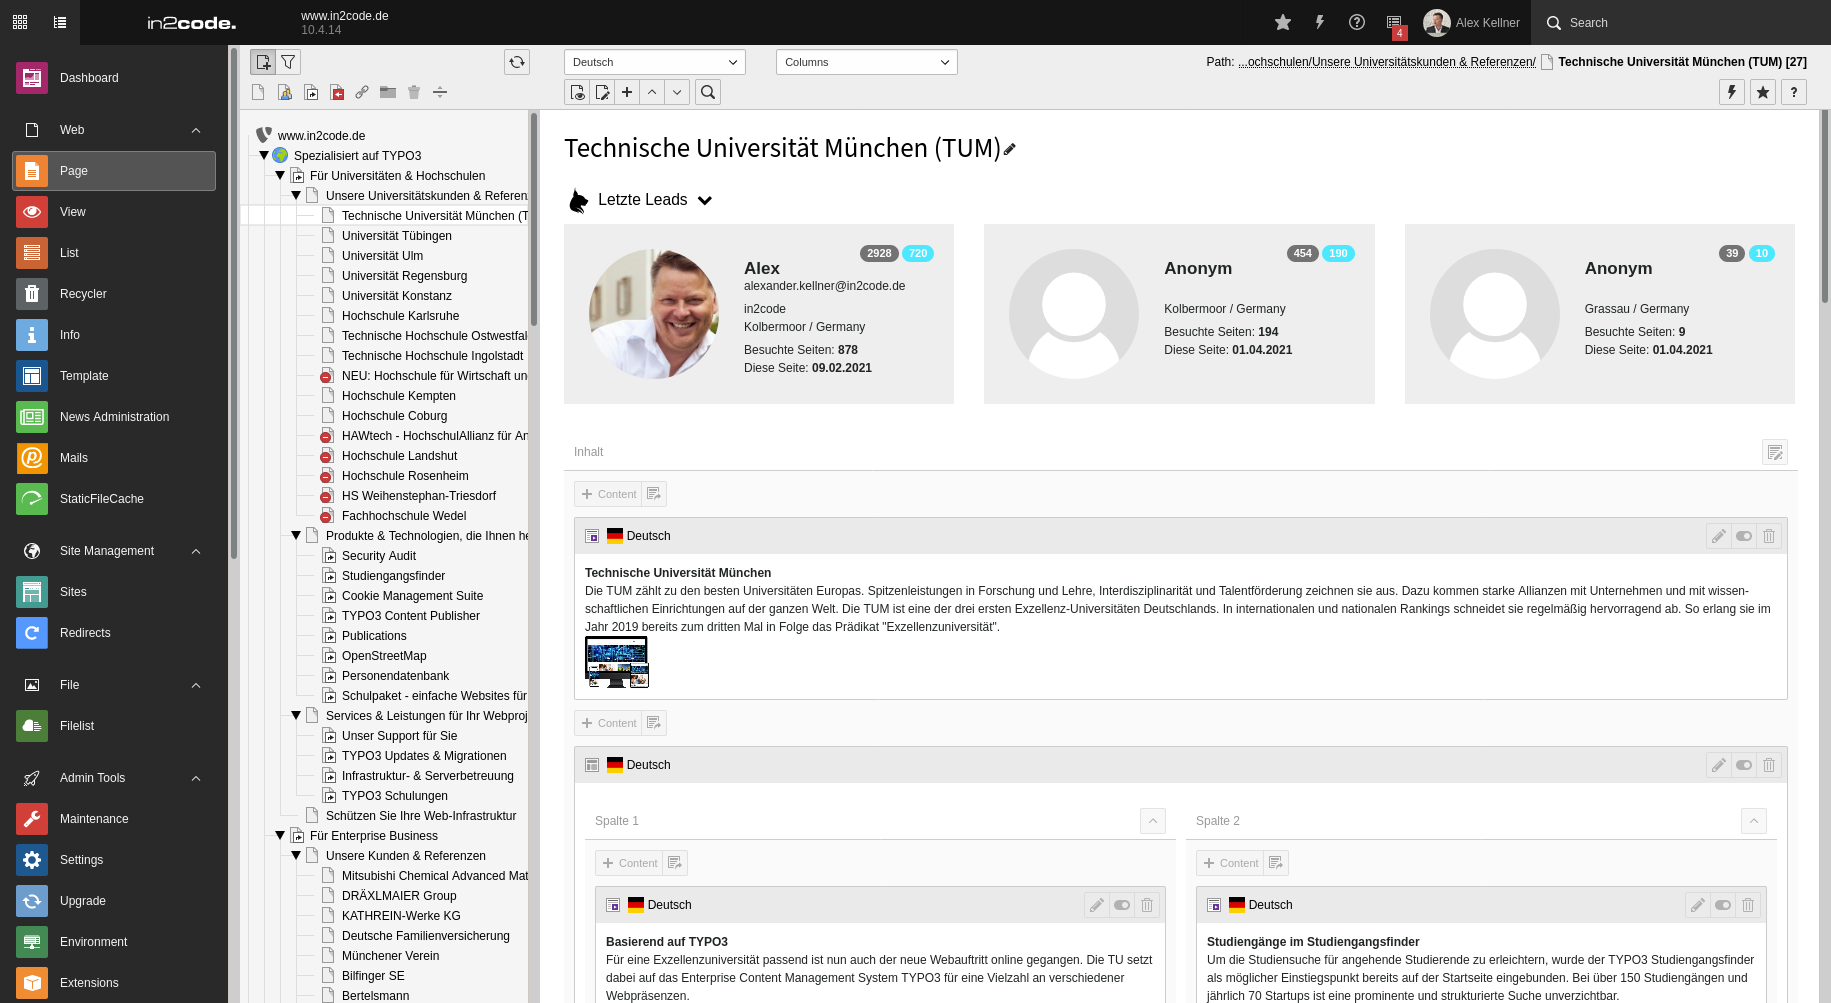 in2code.
www.in2code.de
10.4.14
4
Alex Kellner
Search
Dashboard
Web
Page
View
List
Recycler
Info
Template
News Administration
Mails
StaticFileCache
Site Management
Sites
Redirects
File
Filelist
Admin Tools
Maintenance
Settings
Upgrade
Environment
Extensions
www.in2code.de
Spezialisiert auf TYPO3
Für Universitäten & Hochschulen
Unsere Universitätskunden & Referen
Technische Universität München (T
Universität Tübingen
Universität Ulm
Universität Regensburg
Universität Konstanz
Hochschule Karlsruhe
Technische Hochschule Ostwestfal
Technische Hochschule Ingolstadt
NEU: Hochschule für Wirtschaft un
Hochschule Kempten
Hochschule Coburg
HAWtech - HochschulAllianz für An
Hochschule Landshut
Hochschule Rosenheim
HS Weihenstephan-Triesdorf
Fachhochschule Wedel
Produkte & Technologien, die Ihnen he
Security Audit
Studiengangsfinder
Cookie Management Suite
TYPO3 Content Publisher
Publications
OpenStreetMap
Personendatenbank
Schulpaket - einfache Websites für
Services & Leistungen für Ihr Webproj
Unser Support für Sie
TYPO3 Updates & Migrationen
Infrastruktur- & Serverbetreuung
TYPO3 Schulungen
Schützen Sie Ihre Web-Infrastruktur
Für Enterprise Business
Unsere Kunden & Referenzen
Mitsubishi Chemical Advanced Mat
DRÄXLMAIER Group
KATHREIN-Werke KG
Deutsche Familienversicherung
Münchener Verein
Bilfinger SE
Bertelsmann
Deutsch
Columns
Path: ...ochschulen/Unsere Universitätskunden & Referenzen/ Technische Universität München (TUM) [27]
Technische Universität München (TUM)
Letzte Leads
2928 720
Alex
alexander.kellner@in2code.de
in2code
Kolbermoor / Germany
Besuchte Seiten: 878
Diese Seite: 09.02.2021
454 190
Anonym
Kolbermoor / Germany
Besuchte Seiten: 194
Diese Seite: 01.04.2021
39 10
Anonym
Grassau / Germany
Besuchte Seiten: 9
Diese Seite: 01.04.2021
Inhalt
+ Content
Deutsch
Technische Universität München
Die TUM zählt zu den besten Universitäten Europas. Spitzenleistungen in Forschung und Lehre, Interdisziplinarität und Talentförderung zeichnen sie aus. Dazu kommen starke Allianzen mit Unternehmen und mit wissen-
schaftlichen Einrichtungen auf der ganzen Welt. Die TUM ist eine der drei ersten Exzellenz-Universitäten Deutschlands. In internationalen und nationalen Rankings schneidet sie regelmäßig hervorragend ab. So erlang sie im
Jahr 2019 bereits zum dritten Mal in Folge das Prädikat "Exzellenzuniversität".
+ Content
Deutsch
Spalte 1
+ Content
Deutsch
Basierend auf TYPO3
Für eine Exzellenzuniversität passend ist nun auch der neue Webauftritt online gegangen. Die TU setzt
dabei auf das Enterprise Content Management System TYPO3 für eine Vielzahl an verschiedener
Webpräsenzen.
Spalte 2
+ Content
Deutsch
Studiengänge im Studiengangsfinder
Um die Studiensuche für angehende Studierende zu erleichtern, wurde der TYPO3 Studiengangsfinder
als möglicher Einstiegspunkt bereits auf der Startseite eingebunden. Bei über 150 Studiengängen und
jährlich 70 Startups ist eine prominente und strukturierte Suche unverzichtbar.